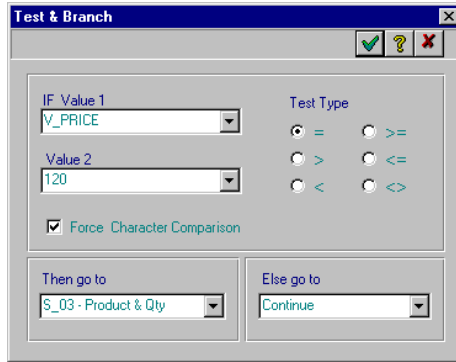 Test & Branch
IF Value 1
V_PRICE
Value 2
120
Force Character Comparison
Test Type
= >=
> <=
< <>
Then go to
S_03 - Product & Qty
Else go to
Continue